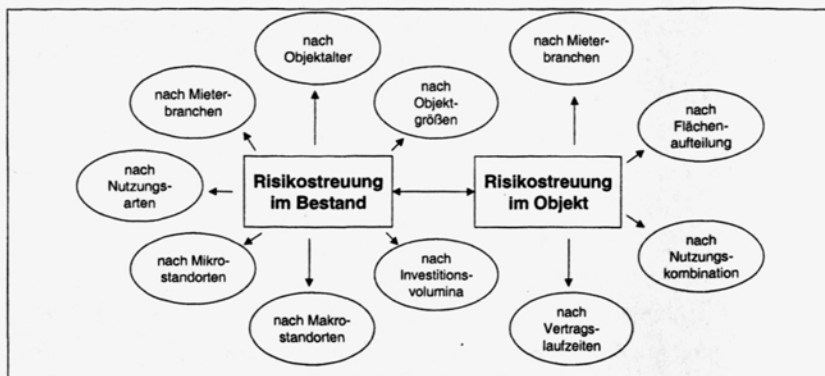 nach
Objektalter
nach Mieter-
branchen
nach Mieter-
branchen
nach
Objekt-
größen
nach
Flächen-
aufteilung
nach
Nutzungs-
arten
Risikostreuung
im Bestand
Risikostreuung
im Objekt
nach Mikro-
standorten
nach
Investitions-
volumina
nach
Nutzungs-
kombination
nach Makro-
standorten
nach
Vertrags-
laufzeiten